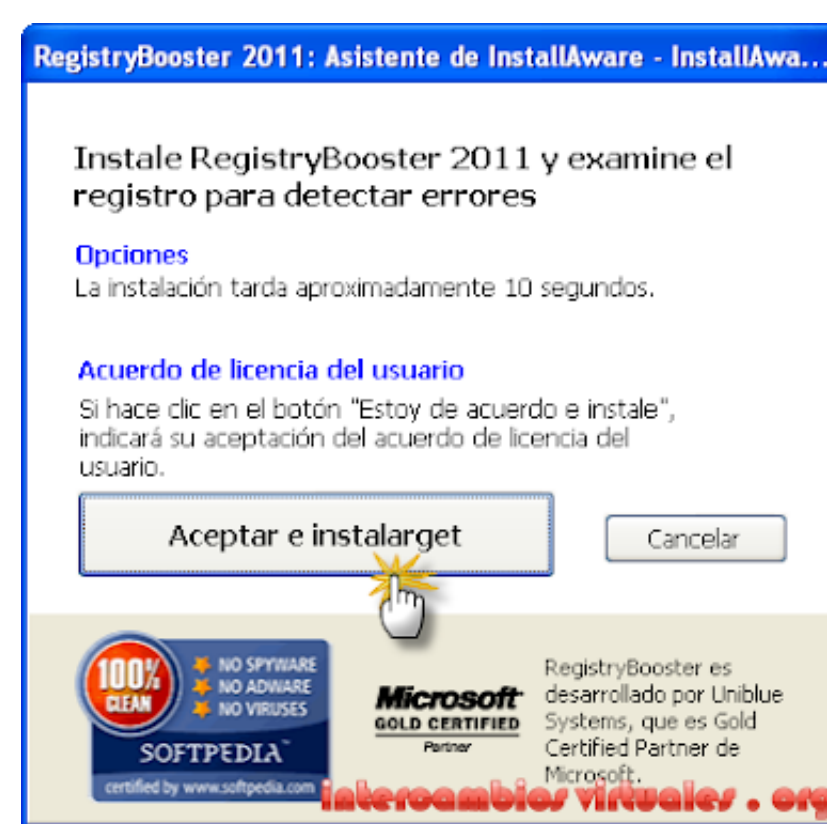 RegistryBooster 2011: Asistente de InstallAware - InstallAwa...
Instale RegistryBooster 2011 y examine el
registro para detectar errores
Opciones
La instalación tarda aproximadamente 10 segundos.
Acuerdo de licencia del usuario
Si hace clic en el botón "Estoy de acuerdo e instale",
indicará su aceptación del acuerdo de licencia del
usuario.
Aceptar e instalarget
Cancelar
100%
CLEAN
NO SPYWARE
NO ADWARE
NO VIRUSES
SOFTPEDIA
certified by www.softpedia.com
Microsoft
GOLD CERTIFIED
Partner
RegistryBooster es
desarrollado por Uniblue
Systems, que es Gold
Certified Partner de
Microsoft.
intercambios virtuales . org